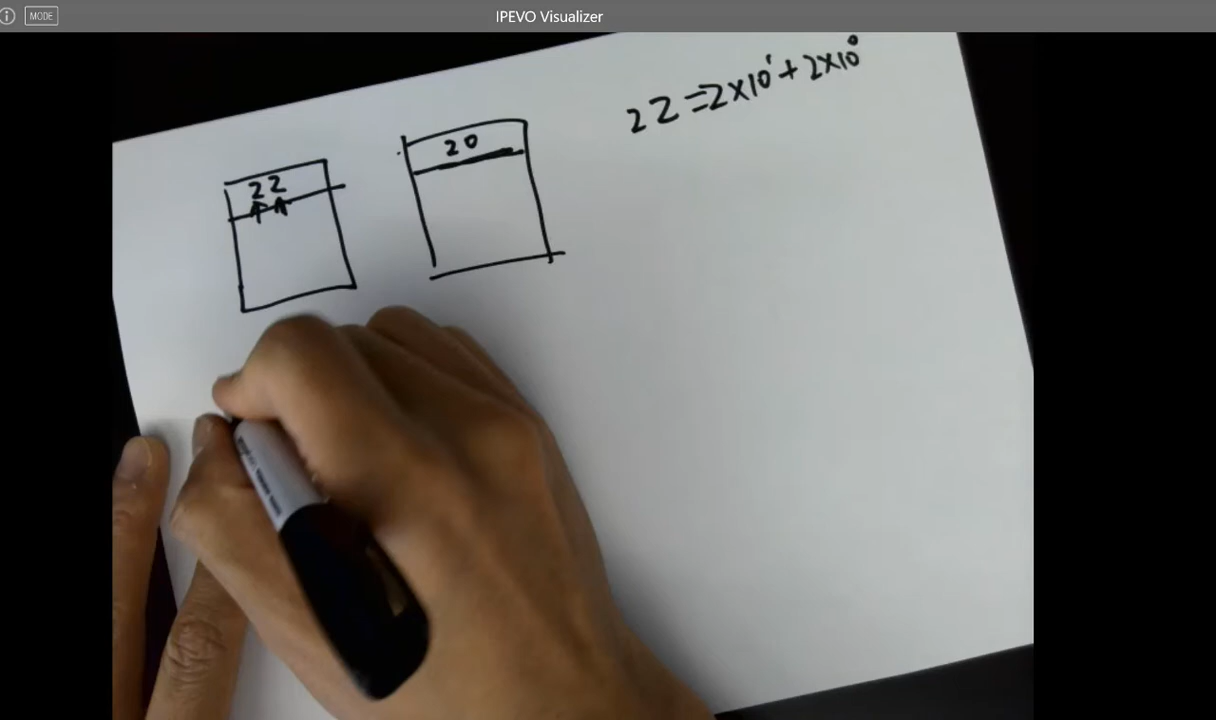 MODE
IPEVO Visualizer
22 = 2×10¹ + 2×10⁰
22
20